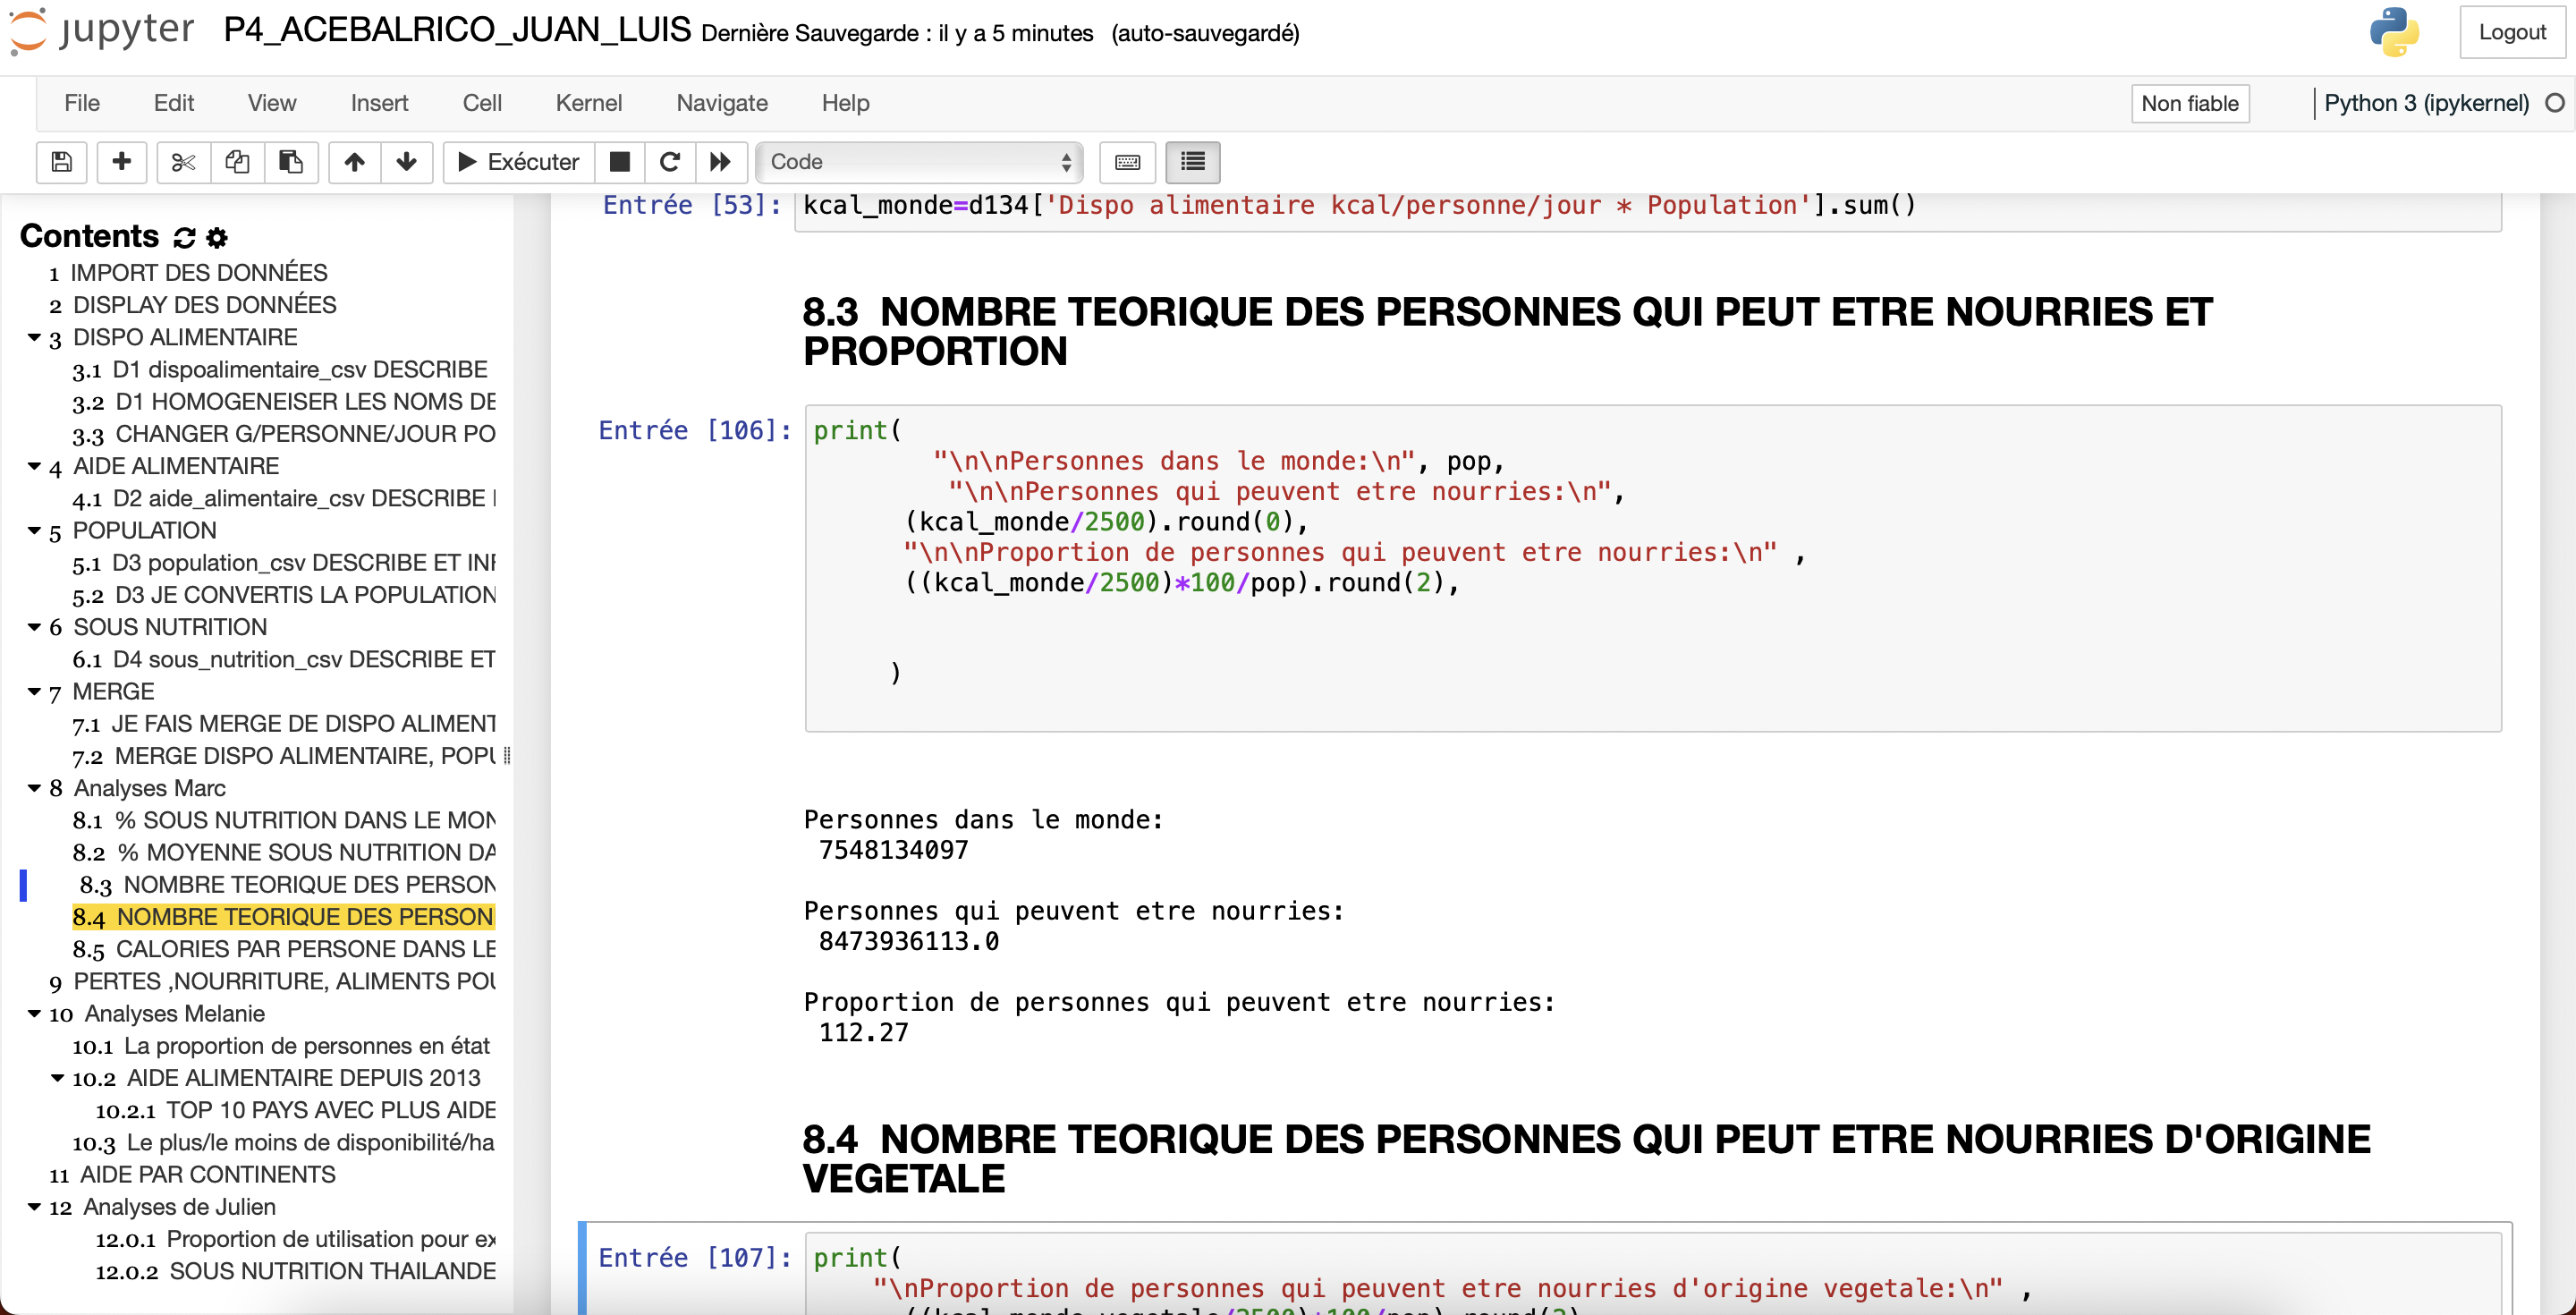 jupyter P4_ACEBALRICO_JUAN_LUIS Dernière Sauvegarde : il y a 5 minutes (auto-sauvegardé)
Logout
File Edit View Insert Cell Kernel Navigate Help
Non fiable
Python 3 (ipykernel)
Exécuter
Code
Contents
1 IMPORT DES DONNÉES
2 DISPLAY DES DONNÉES
3 DISPO ALIMENTAIRE
3.1 D1 dispoalimentaire_csv DESCRIBE
3.2 D1 HOMOGENEISER LES NOMS DE
3.3 CHANGER G/PERSONNE/JOUR PO
4 AIDE ALIMENTAIRE
4.1 D2 aide_alimentaire_csv DESCRIBE
5 POPULATION
5.1 D3 population_csv DESCRIBE ET
5.2 D3 JE CONVERTIS LA POPULATION
6 SOUS NUTRITION
6.1 D4 sous_nutrition_csv DESCRIBE ET
7 MERGE
7.1 JE FAIS MERGE DE DISPO ALIMENT
7.2 MERGE DISPO ALIMENTAIRE,
8 Analyses Marc
8.1 % SOUS NUTRITION DANS LE
8.2 % MOYENNE SOUS NUTRITION
8.3 NOMBRE TEORIQUE DES PERSON
8.4 NOMBRE TEORIQUE DES PERSON
8.5 CALORIES PAR PERSONE DANS LE
9 PERTES ,NOURRITURE, ALIMENTS
10 Analyses Melanie
10.1 La proportion de personnes en état
10.2 AIDE ALIMENTAIRE DEPUIS 2013
10.2.1 TOP 10 PAYS AVEC PLUS AIDE
10.3 Le plus/le moins de disponibilité/ha
11 AIDE PAR CONTINENTS
12 Analyses de Julien
12.0.1 Proportion de utilisation pour
12.0.2 SOUS NUTRITION THAILANDE
Entrée [53]: kcal_monde=d134['Dispo alimentaire kcal/personne/jour * Population'].sum()
8.3 NOMBRE TEORIQUE DES PERSONNES QUI PEUT ETRE NOURRIES ET
PROPORTION
Entrée [106]: print(
"\n\nPersonnes dans le monde:\n", pop,
"\n\nPersonnes qui peuvent etre nourries:\n",
(kcal_monde/2500).round(0),
"\n\nProportion de personnes qui peuvent etre nourries:\n" ,
((kcal_monde/2500)*100/pop).round(2),
)
Personnes dans le monde:
7548134097
Personnes qui peuvent etre nourries:
8473936113.0
Proportion de personnes qui peuvent etre nourries:
112.27
8.4 NOMBRE TEORIQUE DES PERSONNES QUI PEUT ETRE NOURRIES D'ORIGINE
VEGETALE
Entrée [107]: print(
"\nProportion de personnes qui peuvent etre nourries d'origine vegetale:\n" ,